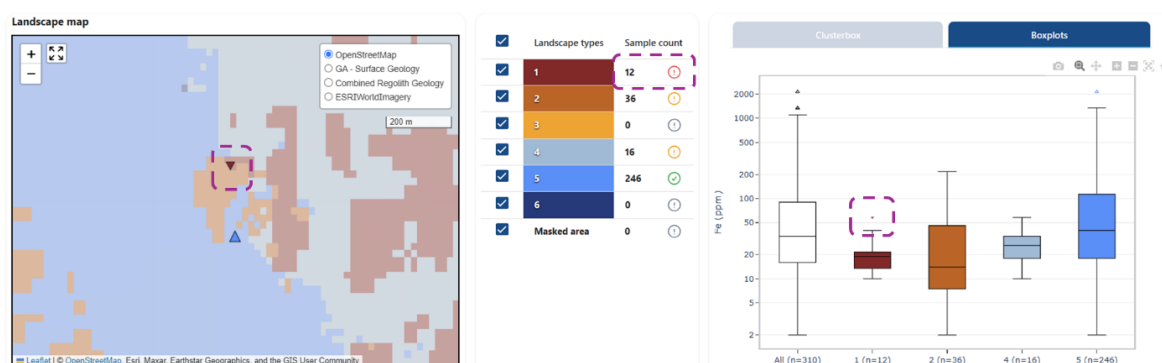 Landscape map
+
−
OpenStreetMap
GA - Surface Geology
Combined Regolith Geology
ESRIWorldImagery
200 m
Leaflet | © OpenStreetMap, Esri, Maxar, Earthstar Geographics, and the GIS User Community
Landscape types Sample count
1 12
2 36
3 0
4 16
5 246
6 0
Masked area 0
Clusterbox Boxplots
2000
1000
500
200
100
50
20
10
5
2
Fe (ppm)
All (n=310) 1 (n=12) 2 (n=36) 4 (n=16) 5 (n=246)